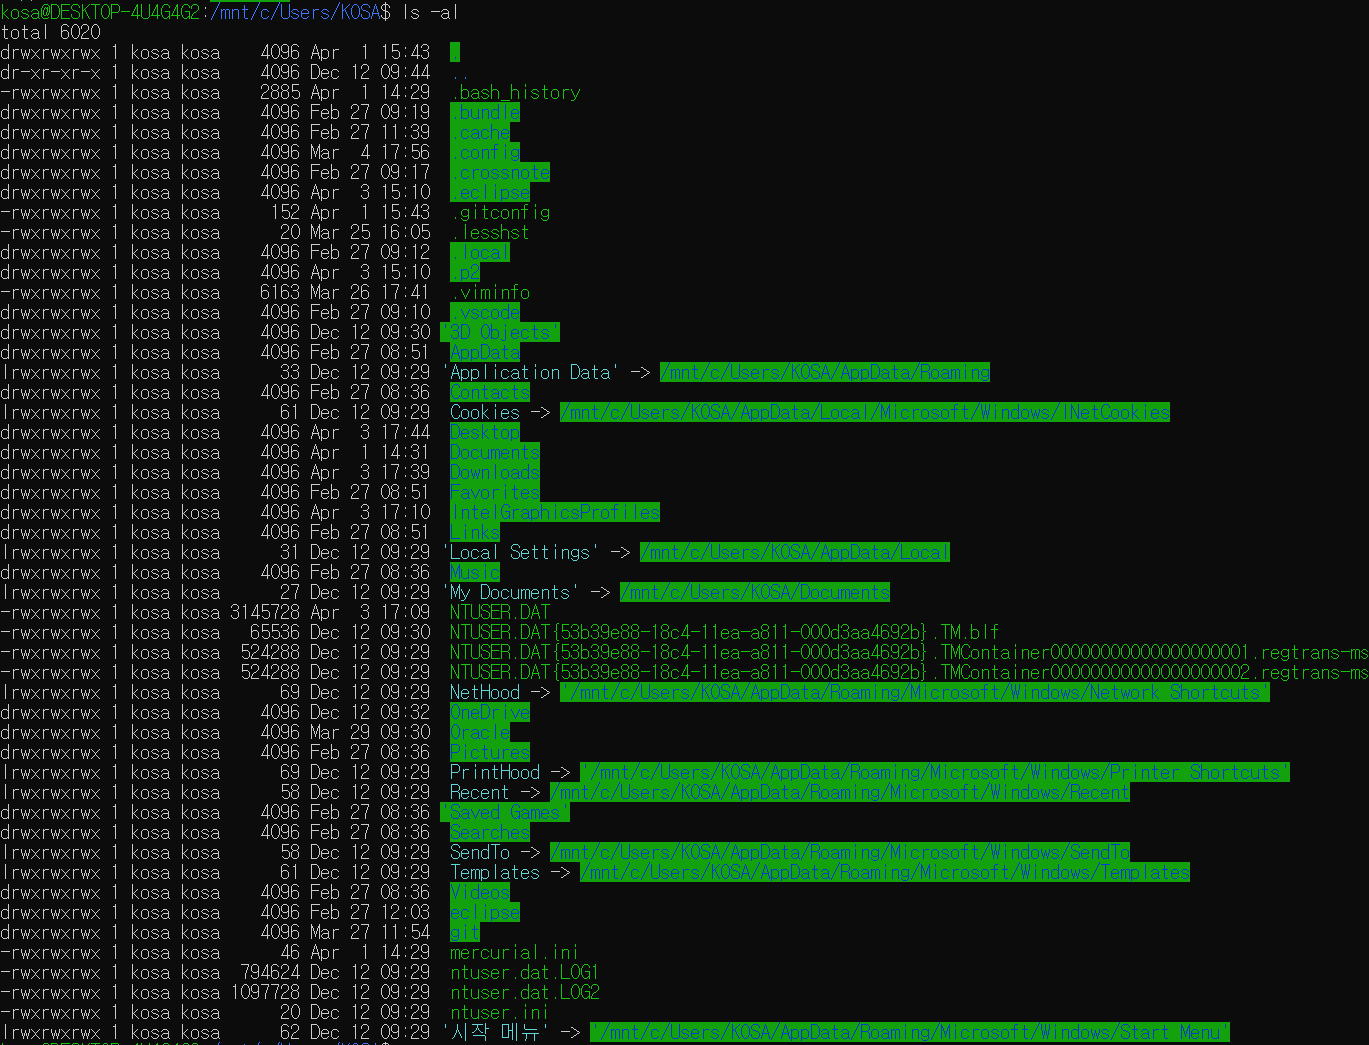 kosa@DESKTOP-4U4G4G2:/mnt/c/Users/KOSA$ ls -al
total 6020
drwxrwxrwx 1 kosa kosa    4096 Apr  1 15:43  .
dr-xr-xr-x 1 kosa kosa    4096 Dec 12 09:44  ..
-rwxrwxrwx 1 kosa kosa    2885 Apr  1 14:29  .bash_history
drwxrwxrwx 1 kosa kosa    4096 Feb 27 09:19  .bundle
drwxrwxrwx 1 kosa kosa    4096 Feb 27 11:39  .cache
drwxrwxrwx 1 kosa kosa    4096 Mar  4 17:56  .config
drwxrwxrwx 1 kosa kosa    4096 Feb 27 09:17  .crossnote
drwxrwxrwx 1 kosa kosa    4096 Apr  3 15:10  .eclipse
-rwxrwxrwx 1 kosa kosa     152 Apr  1 15:43  .gitconfig
-rwxrwxrwx 1 kosa kosa      20 Mar 25 16:05  .lesshst
drwxrwxrwx 1 kosa kosa    4096 Feb 27 09:12  .local
drwxrwxrwx 1 kosa kosa    4096 Apr  3 15:10  .p2
-rwxrwxrwx 1 kosa kosa    6163 Mar 26 17:41  .viminfo
drwxrwxrwx 1 kosa kosa    4096 Feb 27 09:10  .vscode
drwxrwxrwx 1 kosa kosa    4096 Dec 12 09:30 '3D Objects'
drwxrwxrwx 1 kosa kosa    4096 Feb 27 08:51  AppData
lrwxrwxrwx 1 kosa kosa      33 Dec 12 09:29 'Application Data' -> /mnt/c/Users/KOSA/AppData/Roaming
drwxrwxrwx 1 kosa kosa    4096 Feb 27 08:36  Contacts
lrwxrwxrwx 1 kosa kosa      61 Dec 12 09:29  Cookies -> /mnt/c/Users/KOSA/AppData/Local/Microsoft/Windows/INetCookies
drwxrwxrwx 1 kosa kosa    4096 Apr  3 17:44  Desktop
drwxrwxrwx 1 kosa kosa    4096 Apr  1 14:31  Documents
drwxrwxrwx 1 kosa kosa    4096 Apr  3 17:39  Downloads
drwxrwxrwx 1 kosa kosa    4096 Feb 27 08:51  Favorites
drwxrwxrwx 1 kosa kosa    4096 Apr  3 17:10  IntelGraphicsProfiles
drwxrwxrwx 1 kosa kosa    4096 Feb 27 08:51  Links
lrwxrwxrwx 1 kosa kosa      31 Dec 12 09:29 'Local Settings' -> /mnt/c/Users/KOSA/AppData/Local
drwxrwxrwx 1 kosa kosa    4096 Feb 27 08:36  Music
lrwxrwxrwx 1 kosa kosa      27 Dec 12 09:29 'My Documents' -> /mnt/c/Users/KOSA/Documents
-rwxrwxrwx 1 kosa kosa 3145728 Apr  3 17:09  NTUSER.DAT
-rwxrwxrwx 1 kosa kosa   65536 Dec 12 09:30  NTUSER.DAT{53b39e88-18c4-11ea-a811-000d3aa4692b}.TM.blf
-rwxrwxrwx 1 kosa kosa  524288 Dec 12 09:29  NTUSER.DAT{53b39e88-18c4-11ea-a811-000d3aa4692b}.TMContainer00000000000000000001.regtrans-ms
-rwxrwxrwx 1 kosa kosa  524288 Dec 12 09:29  NTUSER.DAT{53b39e88-18c4-11ea-a811-000d3aa4692b}.TMContainer00000000000000000002.regtrans-ms
lrwxrwxrwx 1 kosa kosa      69 Dec 12 09:29  NetHood -> '/mnt/c/Users/KOSA/AppData/Roaming/Microsoft/Windows/Network Shortcuts'
drwxrwxrwx 1 kosa kosa    4096 Dec 12 09:32  OneDrive
drwxrwxrwx 1 kosa kosa    4096 Mar 29 09:30  Oracle
drwxrwxrwx 1 kosa kosa    4096 Feb 27 08:36  Pictures
lrwxrwxrwx 1 kosa kosa      69 Dec 12 09:29  PrintHood -> '/mnt/c/Users/KOSA/AppData/Roaming/Microsoft/Windows/Printer Shortcuts'
lrwxrwxrwx 1 kosa kosa      58 Dec 12 09:29  Recent -> /mnt/c/Users/KOSA/AppData/Roaming/Microsoft/Windows/Recent
drwxrwxrwx 1 kosa kosa    4096 Feb 27 08:36 'Saved Games'
drwxrwxrwx 1 kosa kosa    4096 Feb 27 08:36  Searches
lrwxrwxrwx 1 kosa kosa      58 Dec 12 09:29  SendTo -> /mnt/c/Users/KOSA/AppData/Roaming/Microsoft/Windows/SendTo
lrwxrwxrwx 1 kosa kosa      61 Dec 12 09:29  Templates -> /mnt/c/Users/KOSA/AppData/Roaming/Microsoft/Windows/Templates
drwxrwxrwx 1 kosa kosa    4096 Feb 27 08:36  Videos
drwxrwxrwx 1 kosa kosa    4096 Feb 27 12:03  eclipse
drwxrwxrwx 1 kosa kosa    4096 Mar 27 11:54  git
-rwxrwxrwx 1 kosa kosa      46 Apr  1 14:29  mercurial.ini
-rwxrwxrwx 1 kosa kosa  794624 Dec 12 09:29  ntuser.dat.LOG1
-rwxrwxrwx 1 kosa kosa 1097728 Dec 12 09:29  ntuser.dat.LOG2
-rwxrwxrwx 1 kosa kosa      20 Dec 12 09:29  ntuser.ini
lrwxrwxrwx 1 kosa kosa      62 Dec 12 09:29 '시작 메뉴' -> '/mnt/c/Users/KOSA/AppData/Roaming/Microsoft/Windows/Start Menu'